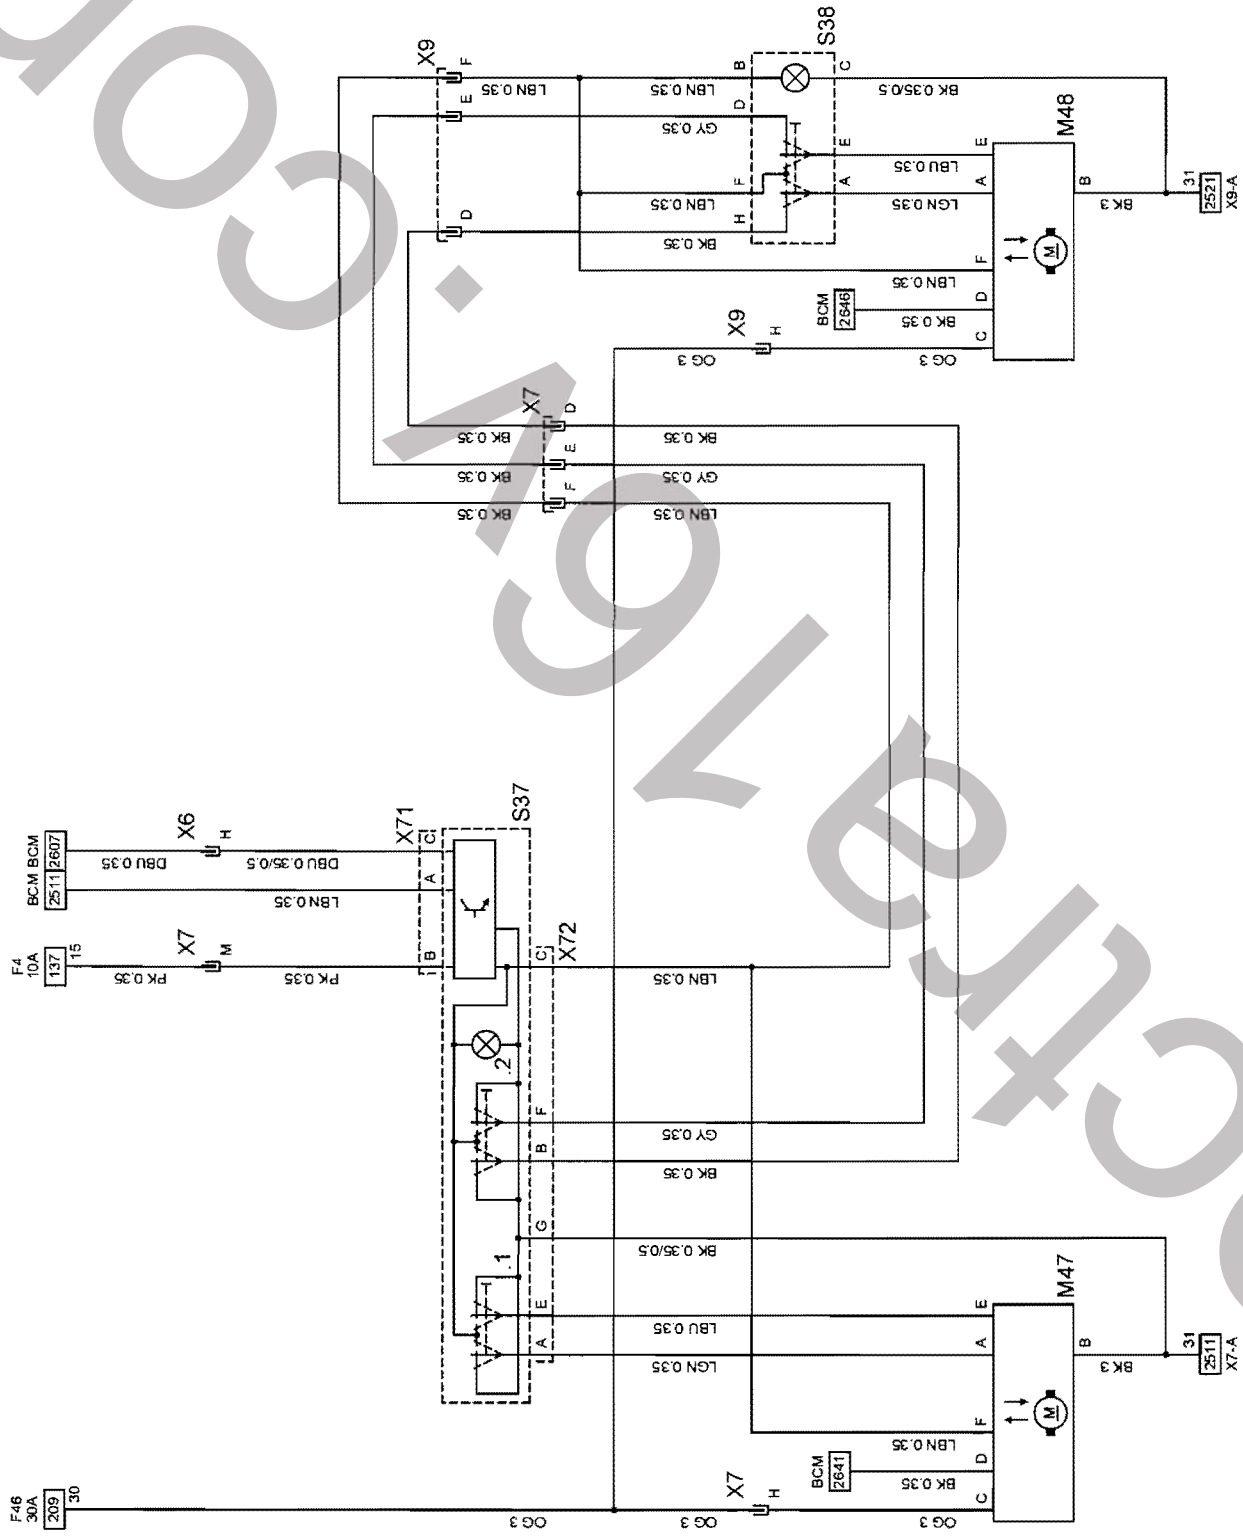 F46
30A
209
30
F4
10A
137
15
BCM
2511
BCM
2607
PK 0.35
DBU 0.35
X7
M
X6
H
PK 0.35
LBN 0.35
DBU 0.35/0.5
X71
B
A
C
X9
D
E
F
S37
.1
.2
OG 3
BK 0.35
BK 0.35
BK 0.35
LBN 0.35
A
E
G
B
F
C
X72
X7
F
E
D
OG 3
LGN 0.35
LBU 0.35
BK 0.35/0.5
BK 0.35
GY 0.35
LBN 0.35
LBN 0.35
GY 0.35
BK 0.35
OG 3
BK 0.35
LBN 0.35
GY 0.35
LBN 0.35
X7
H
X9
H
H
F
D
B
S38
BCM
2641
BCM
2646
A
E
C
OG 3
BK 0.35
LBN 0.35
OG 3
BK 0.35
LBN 0.35
LGN 0.35
LBU 0.35
BK 0.35/0.5
C
D
F
A
E
C
D
F
A
E
M
M47
M
M48
B
BK 3
B
BK 3
31
2511
X7-A
31
2521
X9-A
ctra16v.co